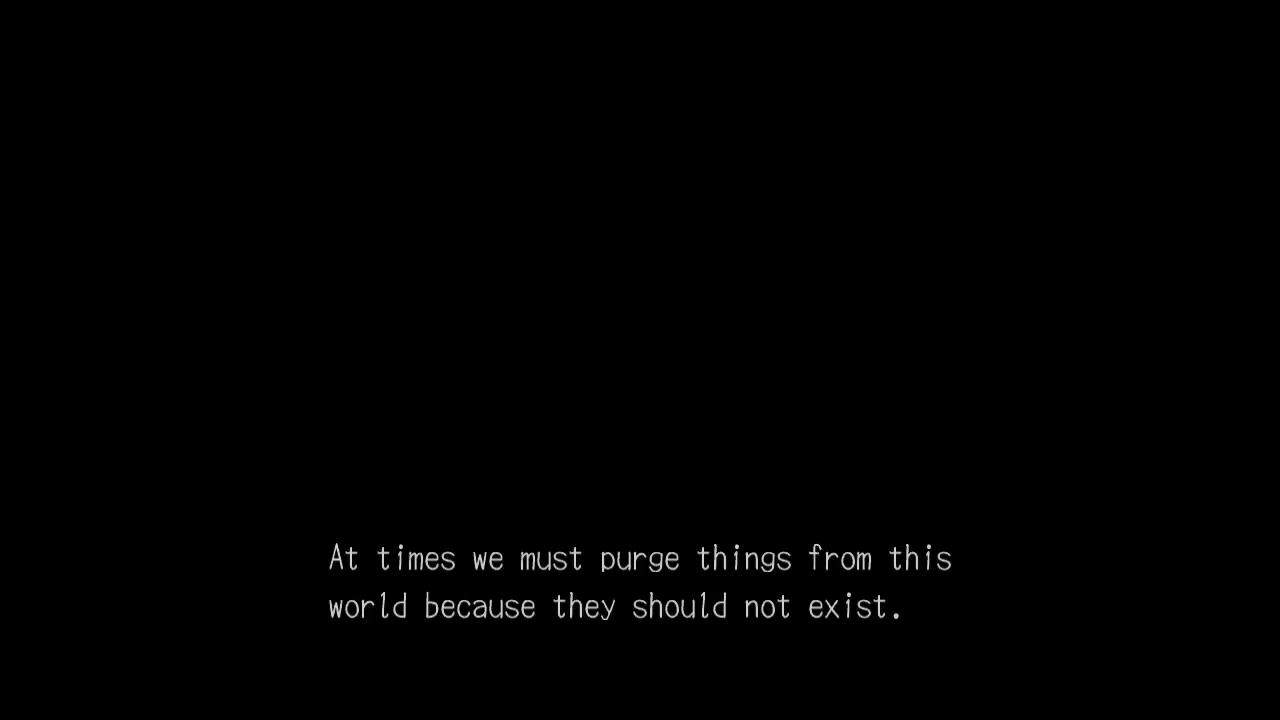 At times we must purge things from this
world because they should not exist.